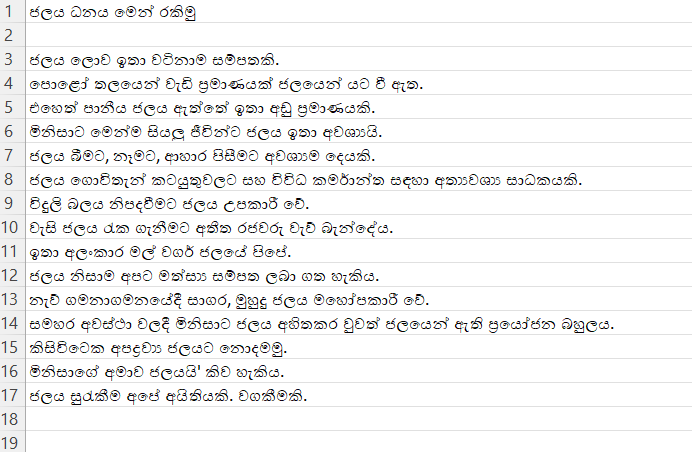 1 ජලය ධනය මෙන් රකිමු
2
3 ජලය ලොව ඉතා වටිනාම සම්පතකි.
4 පොළෝ තලයෙන් වැඩි ප්‍රමාණයක් ජලයෙන් යට වී ඇත.
5 එහෙත් පානීය ජලය ඇත්තේ ඉතා අඩු ප්‍රමාණයකි.
6 මිනිසාට මෙන්ම සියලු ජීවින්ට ජලය ඉතා අවශ්‍යයි.
7 ජලය බීමට, නෑමට, ආහාර පිසීමට අවශ්‍යම දෙයකි.
8 ජලය ගොවිතැන් කටයුතුවලට සහ විවිධ කර්මාන්ත සඳහා අත්‍යවශ්‍ය සාධකයකි.
9 විදුලි බලය නිපදවීමට ජලය උපකාරී වේ.
10 වැසි ජලය රැක ගැනීමට අතීත රජවරු වැව් බැන්දේය.
11 ඉතා අලංකාර මල් වර්ග ජලයේ පිපේ.
12 ජලය නිසාම අපට මත්ස්‍ය සම්පත ලබා ගත හැකිය.
13 නැව් ගමනාගමනයේදී සාගර, මුහුදු ජලය මහෝපකාරී වේ.
14 සමහර අවස්ථා වලදී මිනිසාට ජලය අහිතකර වුවත් ජලයෙන් ඇති ප්‍රයෝජන බහුලය.
15 කිසිවිටෙක අපද්‍රව්‍ය ජලයට නොදමමු.
16 මිනිසාගේ අමාව ජලයයි' කිව හැකිය.
17 ජලය සුරැකීම අපේ අයිතියකි. වගකීමකි.
18
19